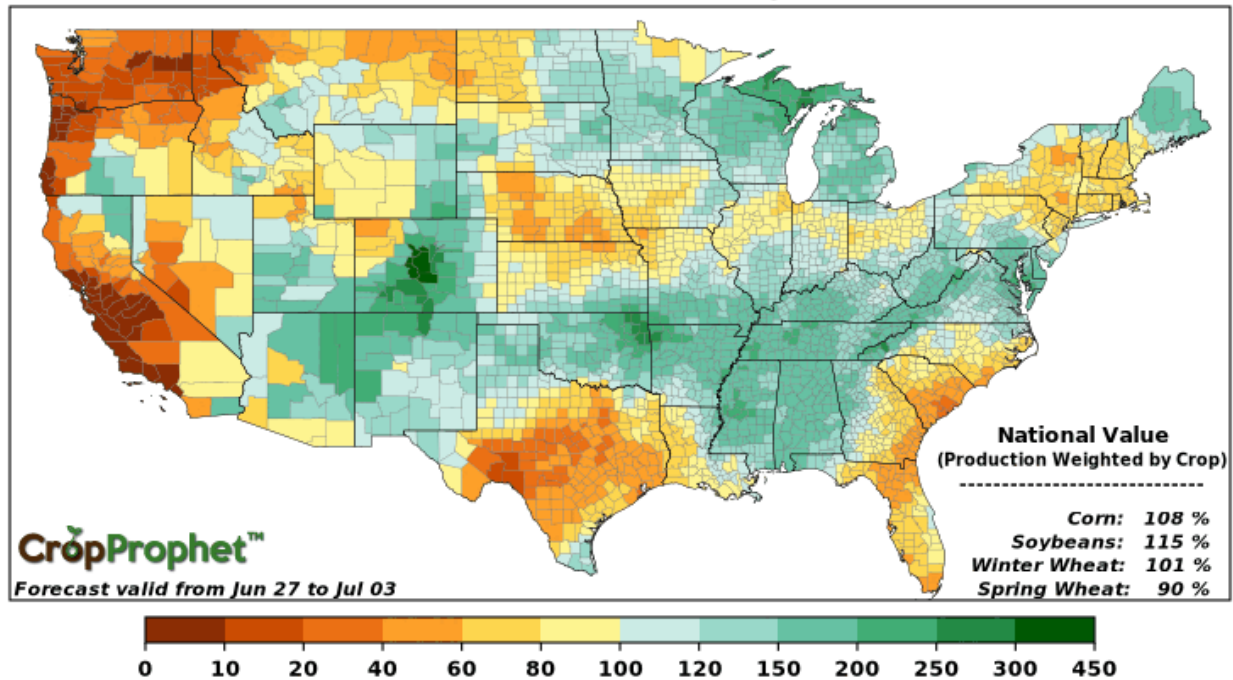 National Value
(Production Weighted by Crop)
------------------------------
Corn: 108 %
Soybeans: 115 %
Winter Wheat: 101 %
Spring Wheat: 90 %
CropProphet™
Forecast valid from Jun 27 to Jul 03
0 10 20 40 60 80 100 120 150 200 250 300 450